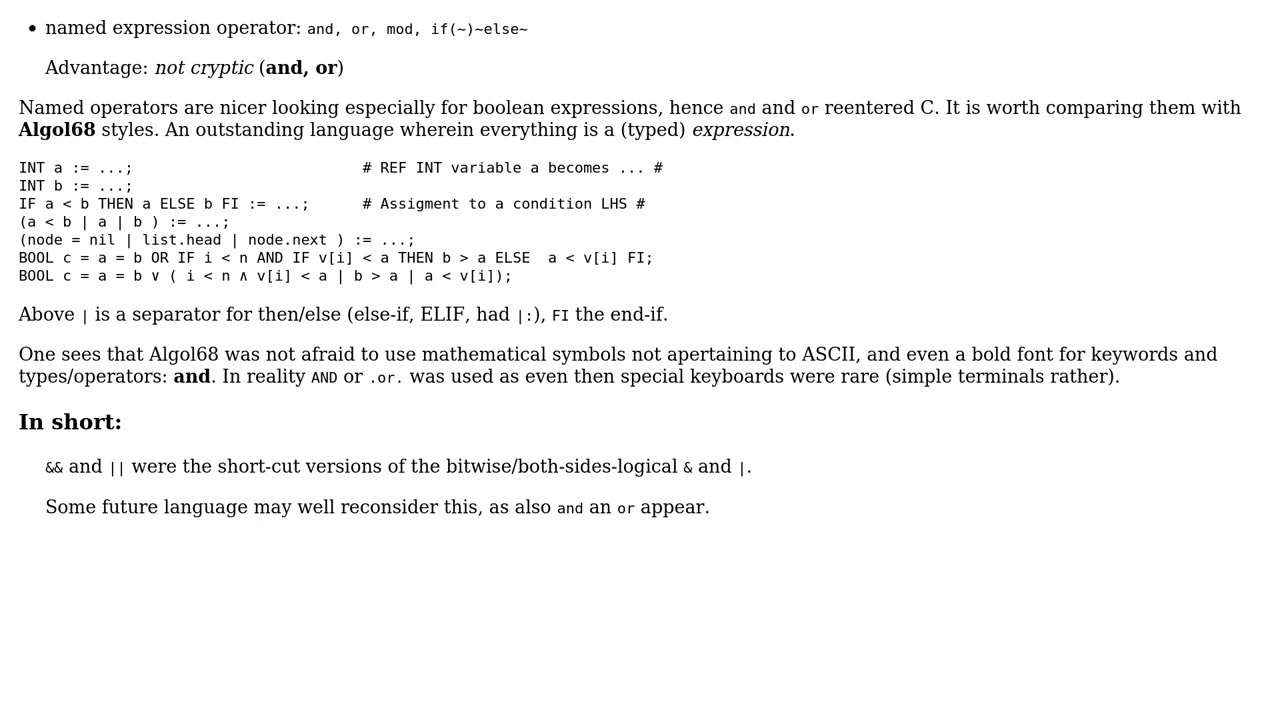 • named expression operator: and, or, mod, if(~)~else~
Advantage: not cryptic (and, or)
Named operators are nicer looking especially for boolean expressions, hence and and or reentered C. It is worth comparing them with
Algol68 styles. An outstanding language wherein everything is a (typed) expression.
INT a := ...;                          # REF INT variable a becomes ... #
INT b := ...;
IF a < b THEN a ELSE b FI := ...;      # Assigment to a condition LHS #
(a < b | a | b ) := ...;
(node = nil | list.head | node.next ) := ...;
BOOL c = a = b OR IF i < n AND IF v[i] < a THEN b > a ELSE  a < v[i] FI;
BOOL c = a = b ∨ ( i < n ∧ v[i] < a | b > a | a < v[i]);
Above | is a separator for then/else (else-if, ELIF, had |:), FI the end-if.
One sees that Algol68 was not afraid to use mathematical symbols not apertaining to ASCII, and even a bold font for keywords and
types/operators: and. In reality AND or .or. was used as even then special keyboards were rare (simple terminals rather).
In short:
&& and || were the short-cut versions of the bitwise/both-sides-logical & and |.
Some future language may well reconsider this, as also and an or appear.